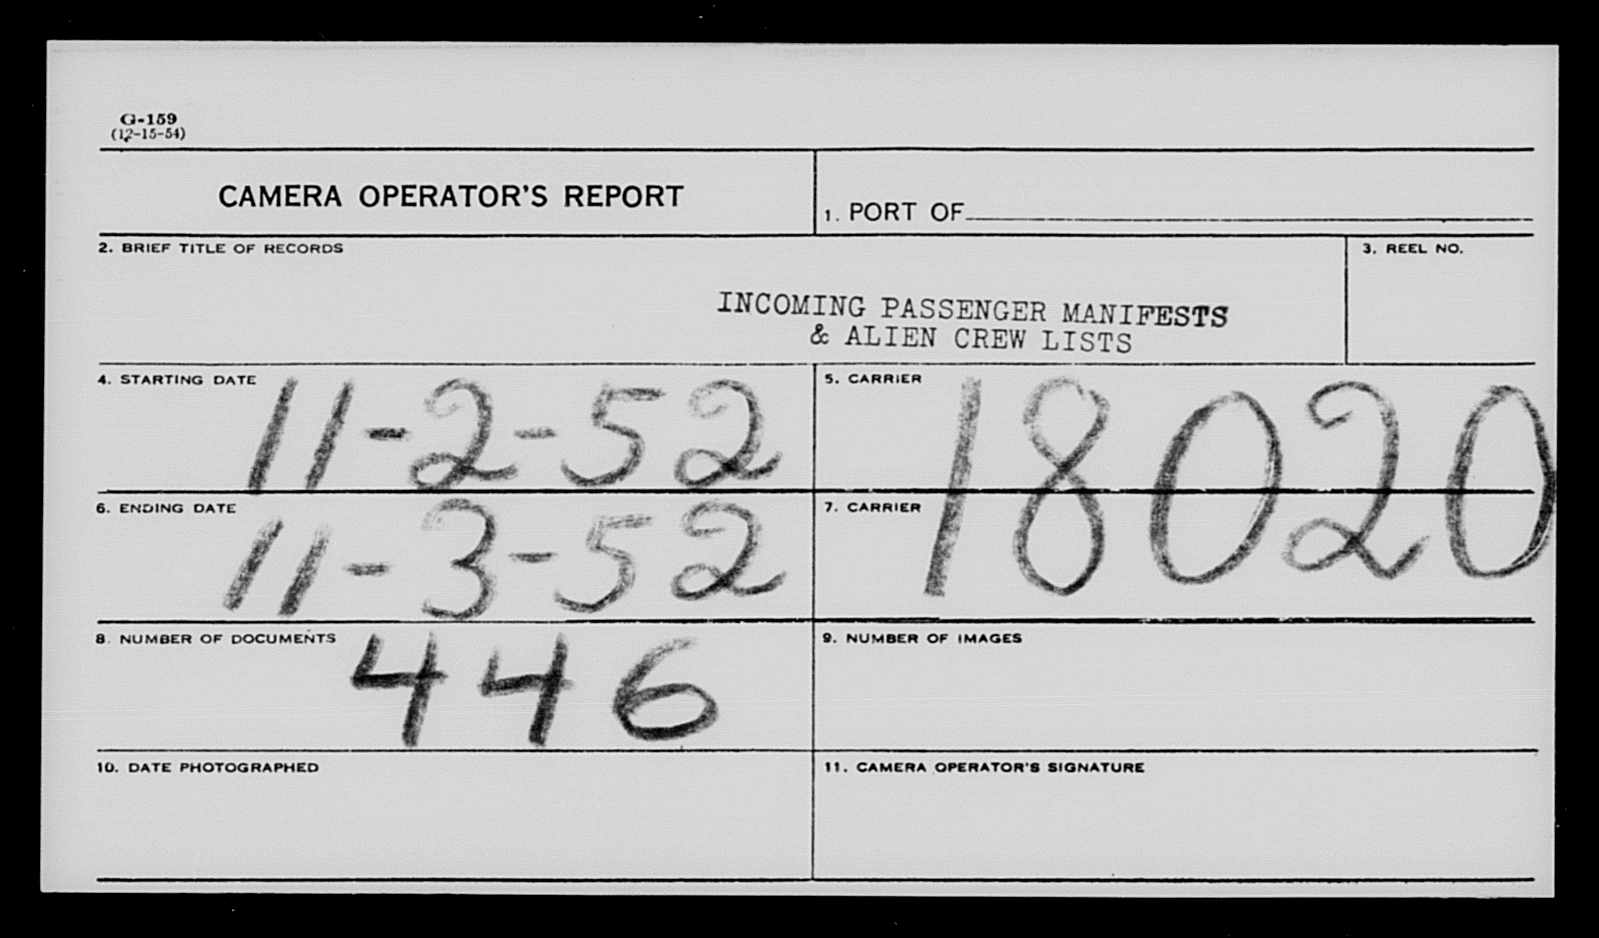 G-159
(12-15-54)
CAMERA OPERATOR'S REPORT
1. PORT OF
2. BRIEF TITLE OF RECORDS
3. REEL NO.
INCOMING PASSENGER MANIFESTS
& ALIEN CREW LISTS
4. STARTING DATE
11-2-52
5. CARRIER
18020
6. ENDING DATE
11-3-52
7. CARRIER
8. NUMBER OF DOCUMENTS
446
9. NUMBER OF IMAGES
10. DATE PHOTOGRAPHED
11. CAMERA OPERATOR'S SIGNATURE